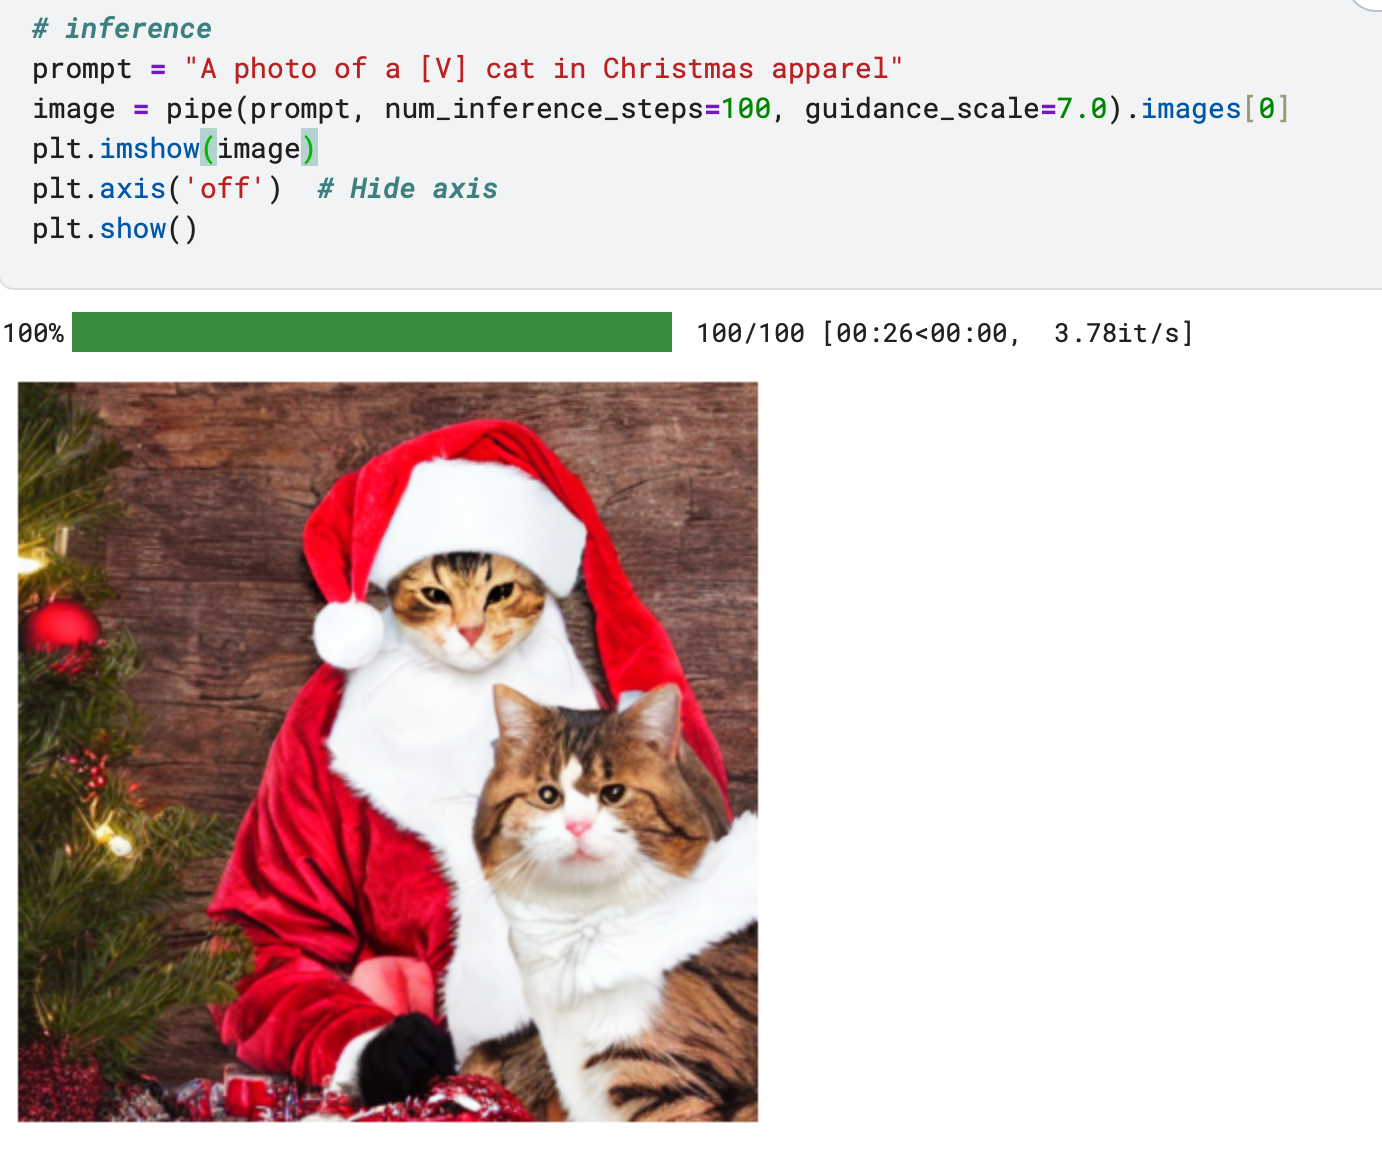 # inference
prompt = "A photo of a [V] cat in Christmas apparel"
image = pipe(prompt, num_inference_steps=100, guidance_scale=7.0).images[0]
plt.imshow(image)
plt.axis('off')  # Hide axis
plt.show()
100% 100/100 [00:26<00:00,  3.78it/s]